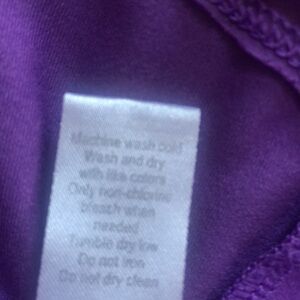 Machine wash cold
Wash and dry
with like colors
Only non-chlorine
bleach when
needed
Tumble dry low
Do not iron
Do not dry clean